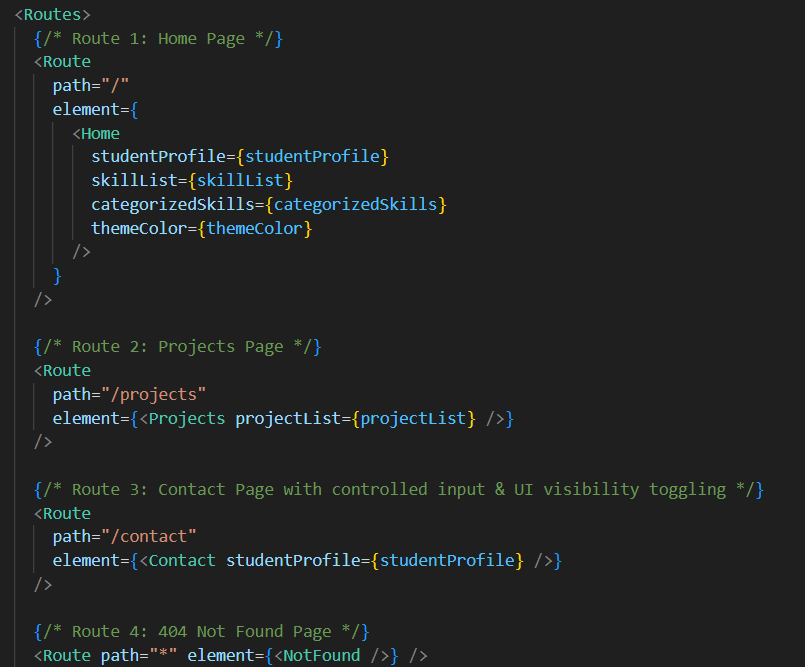 <Routes>
{/* Route 1: Home Page */}
<Route
path="/"
element={
<Home
studentProfile={studentProfile}
skillList={skillList}
categorizedSkills={categorizedSkills}
themeColor={themeColor}
/>
}
/>
{/* Route 2: Projects Page */}
<Route
path="/projects"
element={<Projects projectList={projectList} />}
/>
{/* Route 3: Contact Page with controlled input & UI visibility toggling */}
<Route
path="/contact"
element={<Contact studentProfile={studentProfile} />}
/>
{/* Route 4: 404 Not Found Page */}
<Route path="*" element={<NotFound />} />